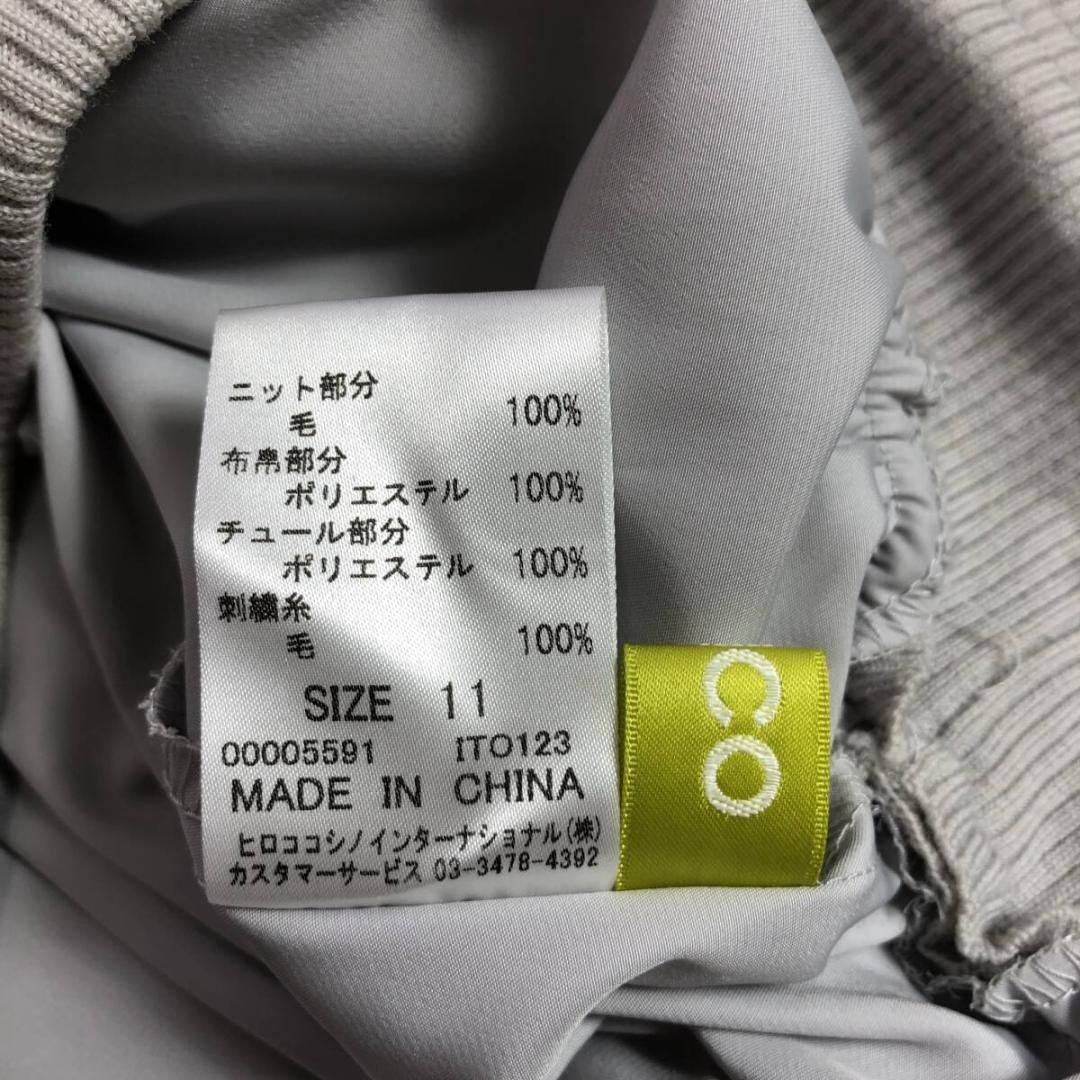 ニット部分
毛 100%
布帛部分
ポリエステル 100%
チュール部分
ポリエステル 100%
刺繍糸
毛 100%
SIZE 11
00005591 ITO123
MADE IN CHINA
ヒロココシノインターナショナル(株)
カスタマーサービス 03-3478-4392
CO